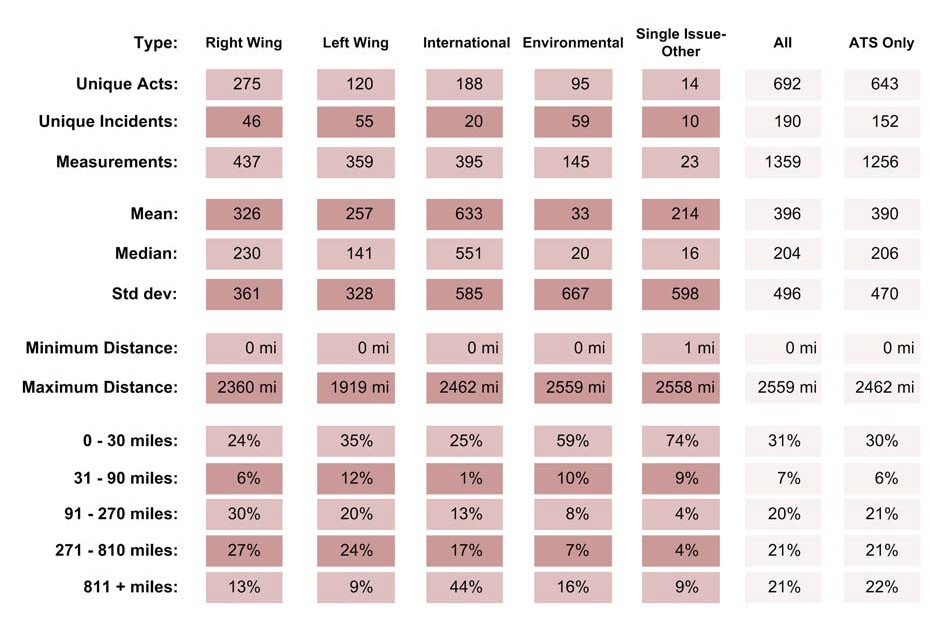 Type: Right Wing Left Wing International Environmental Single Issue-Other All ATS Only
Unique Acts: 275 120 188 95 14 692 643
Unique Incidents: 46 55 20 59 10 190 152
Measurements: 437 359 395 145 23 1359 1256
Mean: 326 257 633 33 214 396 390
Median: 230 141 551 20 16 204 206
Std dev: 361 328 585 667 598 496 470
Minimum Distance: 0 mi 0 mi 0 mi 0 mi 1 mi 0 mi 0 mi
Maximum Distance: 2360 mi 1919 mi 2462 mi 2559 mi 2558 mi 2559 mi 2462 mi
0 - 30 miles: 24% 35% 25% 59% 74% 31% 30%
31 - 90 miles: 6% 12% 1% 10% 9% 7% 6%
91 - 270 miles: 30% 20% 13% 8% 4% 20% 21%
271 - 810 miles: 27% 24% 17% 7% 4% 21% 21%
811 + miles: 13% 9% 44% 16% 9% 21% 22%